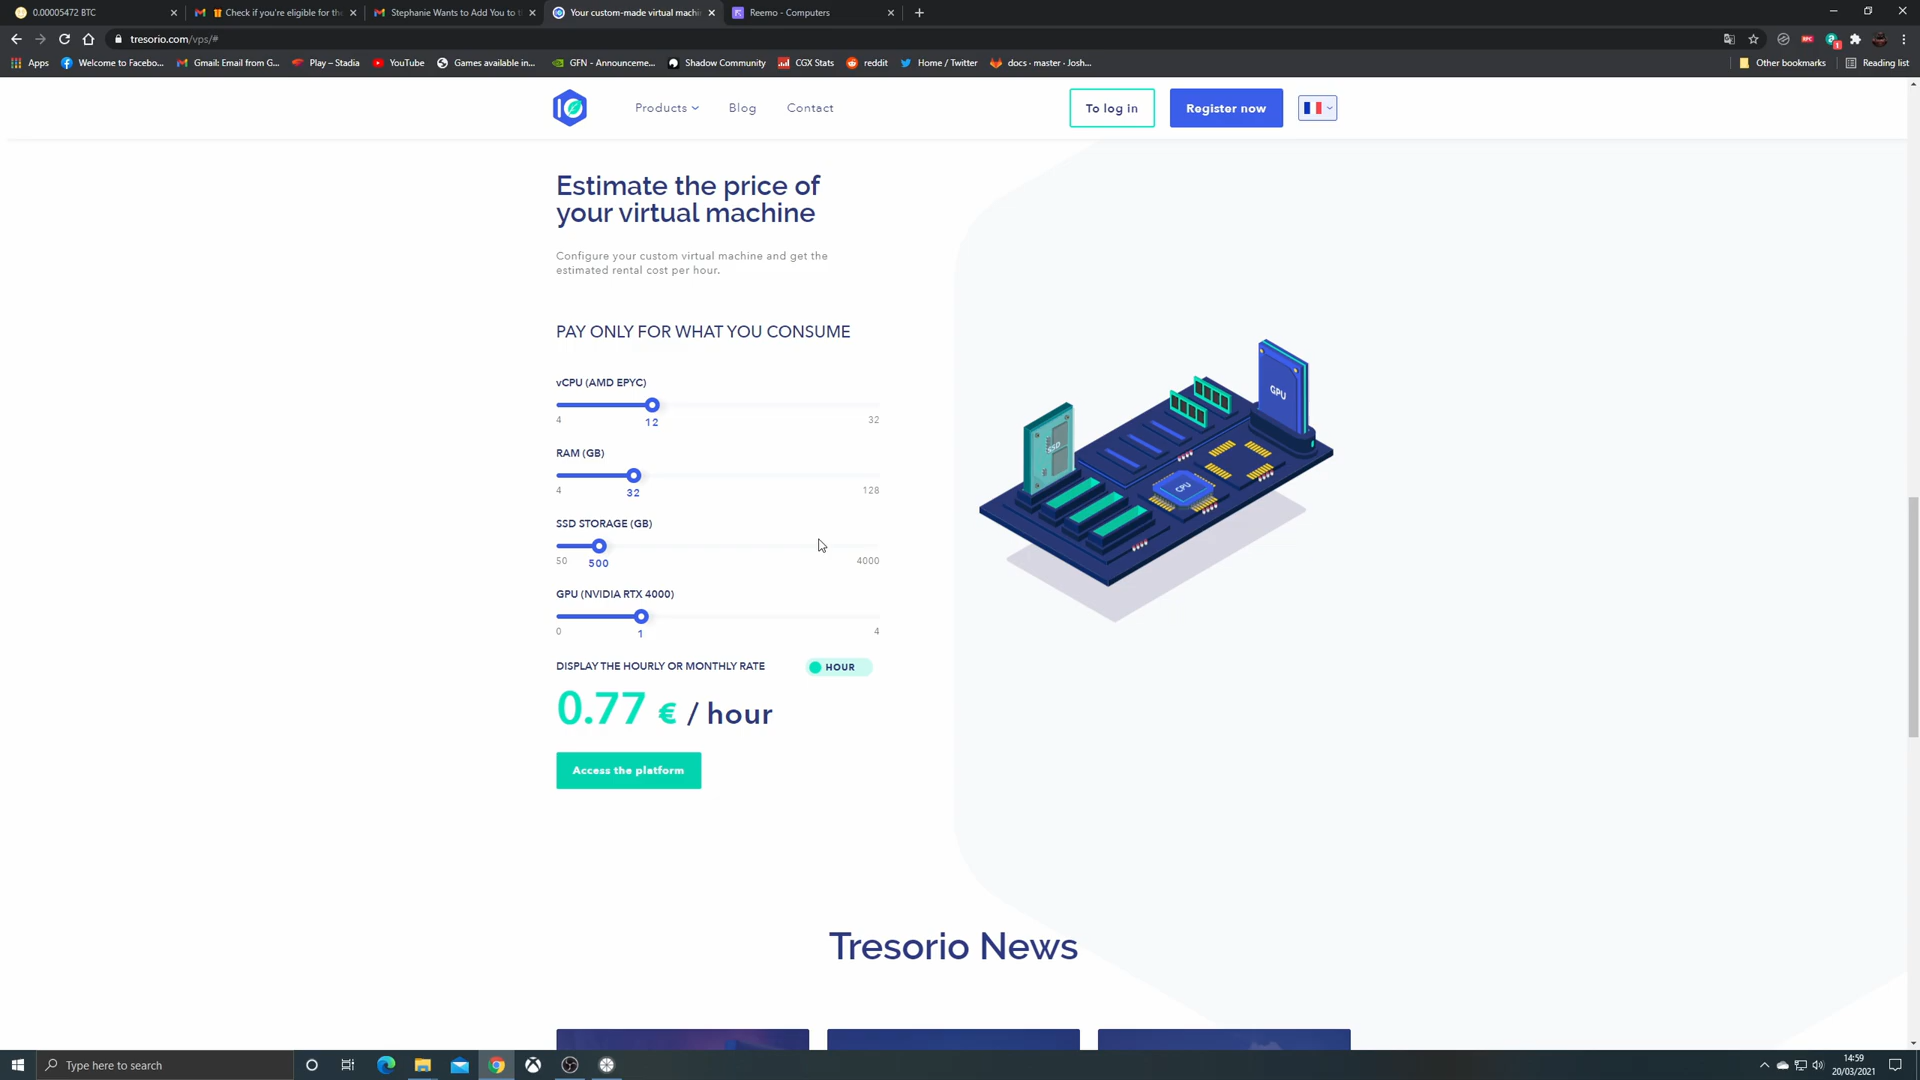 0.00005472 BTC
Check if you're eligible for the
Stephanie Wants to Add You to t
Your custom-made virtual machi
Reemo - Computers
tresorio.com/vps/#
Apps
Welcome to Facebo...
Gmail: Email from G...
Play – Stadia
YouTube
Games available in...
GFN - Announceme...
Shadow Community
CGX Stats
reddit
Home / Twitter
docs · master · Josh...
Other bookmarks
Reading list
Products
Blog
Contact
To log in
Register now
Estimate the price of
your virtual machine
Configure your custom virtual machine and get the
estimated rental cost per hour.
PAY ONLY FOR WHAT YOU CONSUME
vCPU (AMD EPYC)
4
12
32
RAM (GB)
4
32
128
SSD STORAGE (GB)
50
500
4000
GPU (NVIDIA RTX 4000)
0
1
4
GPU
SSD
CPU
DISPLAY THE HOURLY OR MONTHLY RATE
HOUR
0.77 € / hour
Access the platform
Tresorio News
Type here to search
14:59
20/03/2021